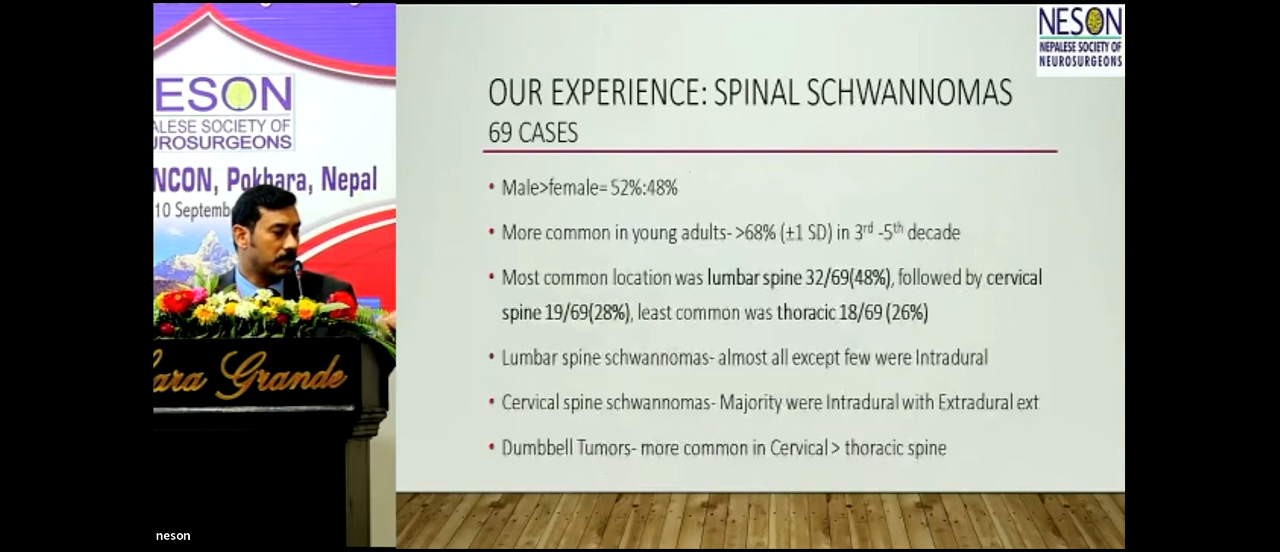 NESON
NEPALESE SOCIETY OF
NEUROSURGEONS
ESON
ALESE SOCIETY OF
UROSURGEONS
NCON, Pokhara, Nepal
10 Septemb
ara Grande
neson
OUR EXPERIENCE: SPINAL SCHWANNOMAS
69 CASES
• Male>female= 52%:48%
• More common in young adults- >68% (±1 SD) in 3rd -5th decade
• Most common location was lumbar spine 32/69(48%), followed by cervical
spine 19/69(28%), least common was thoracic 18/69 (26%)
• Lumbar spine schwannomas- almost all except few were Intradural
• Cervical spine schwannomas- Majority were Intradural with Extradural ext
• Dumbbell Tumors- more common in Cervical > thoracic spine